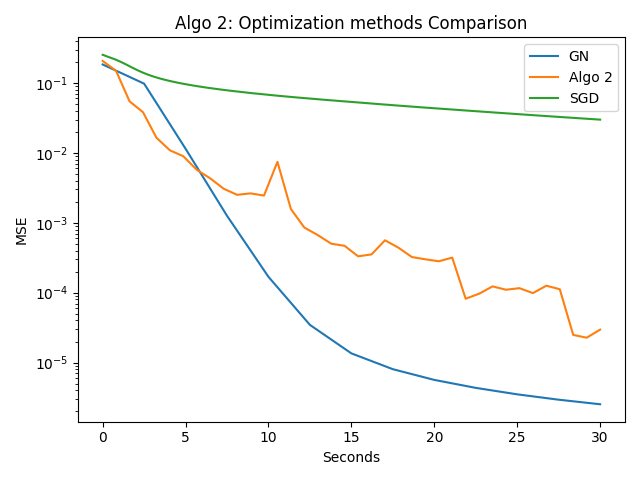 Algo 2: Optimization methods Comparison
GN
Algo 2
SGD
MSE
10⁻¹
10⁻²
10⁻³
10⁻⁴
10⁻⁵
0 5 10 15 20 25 30
Seconds